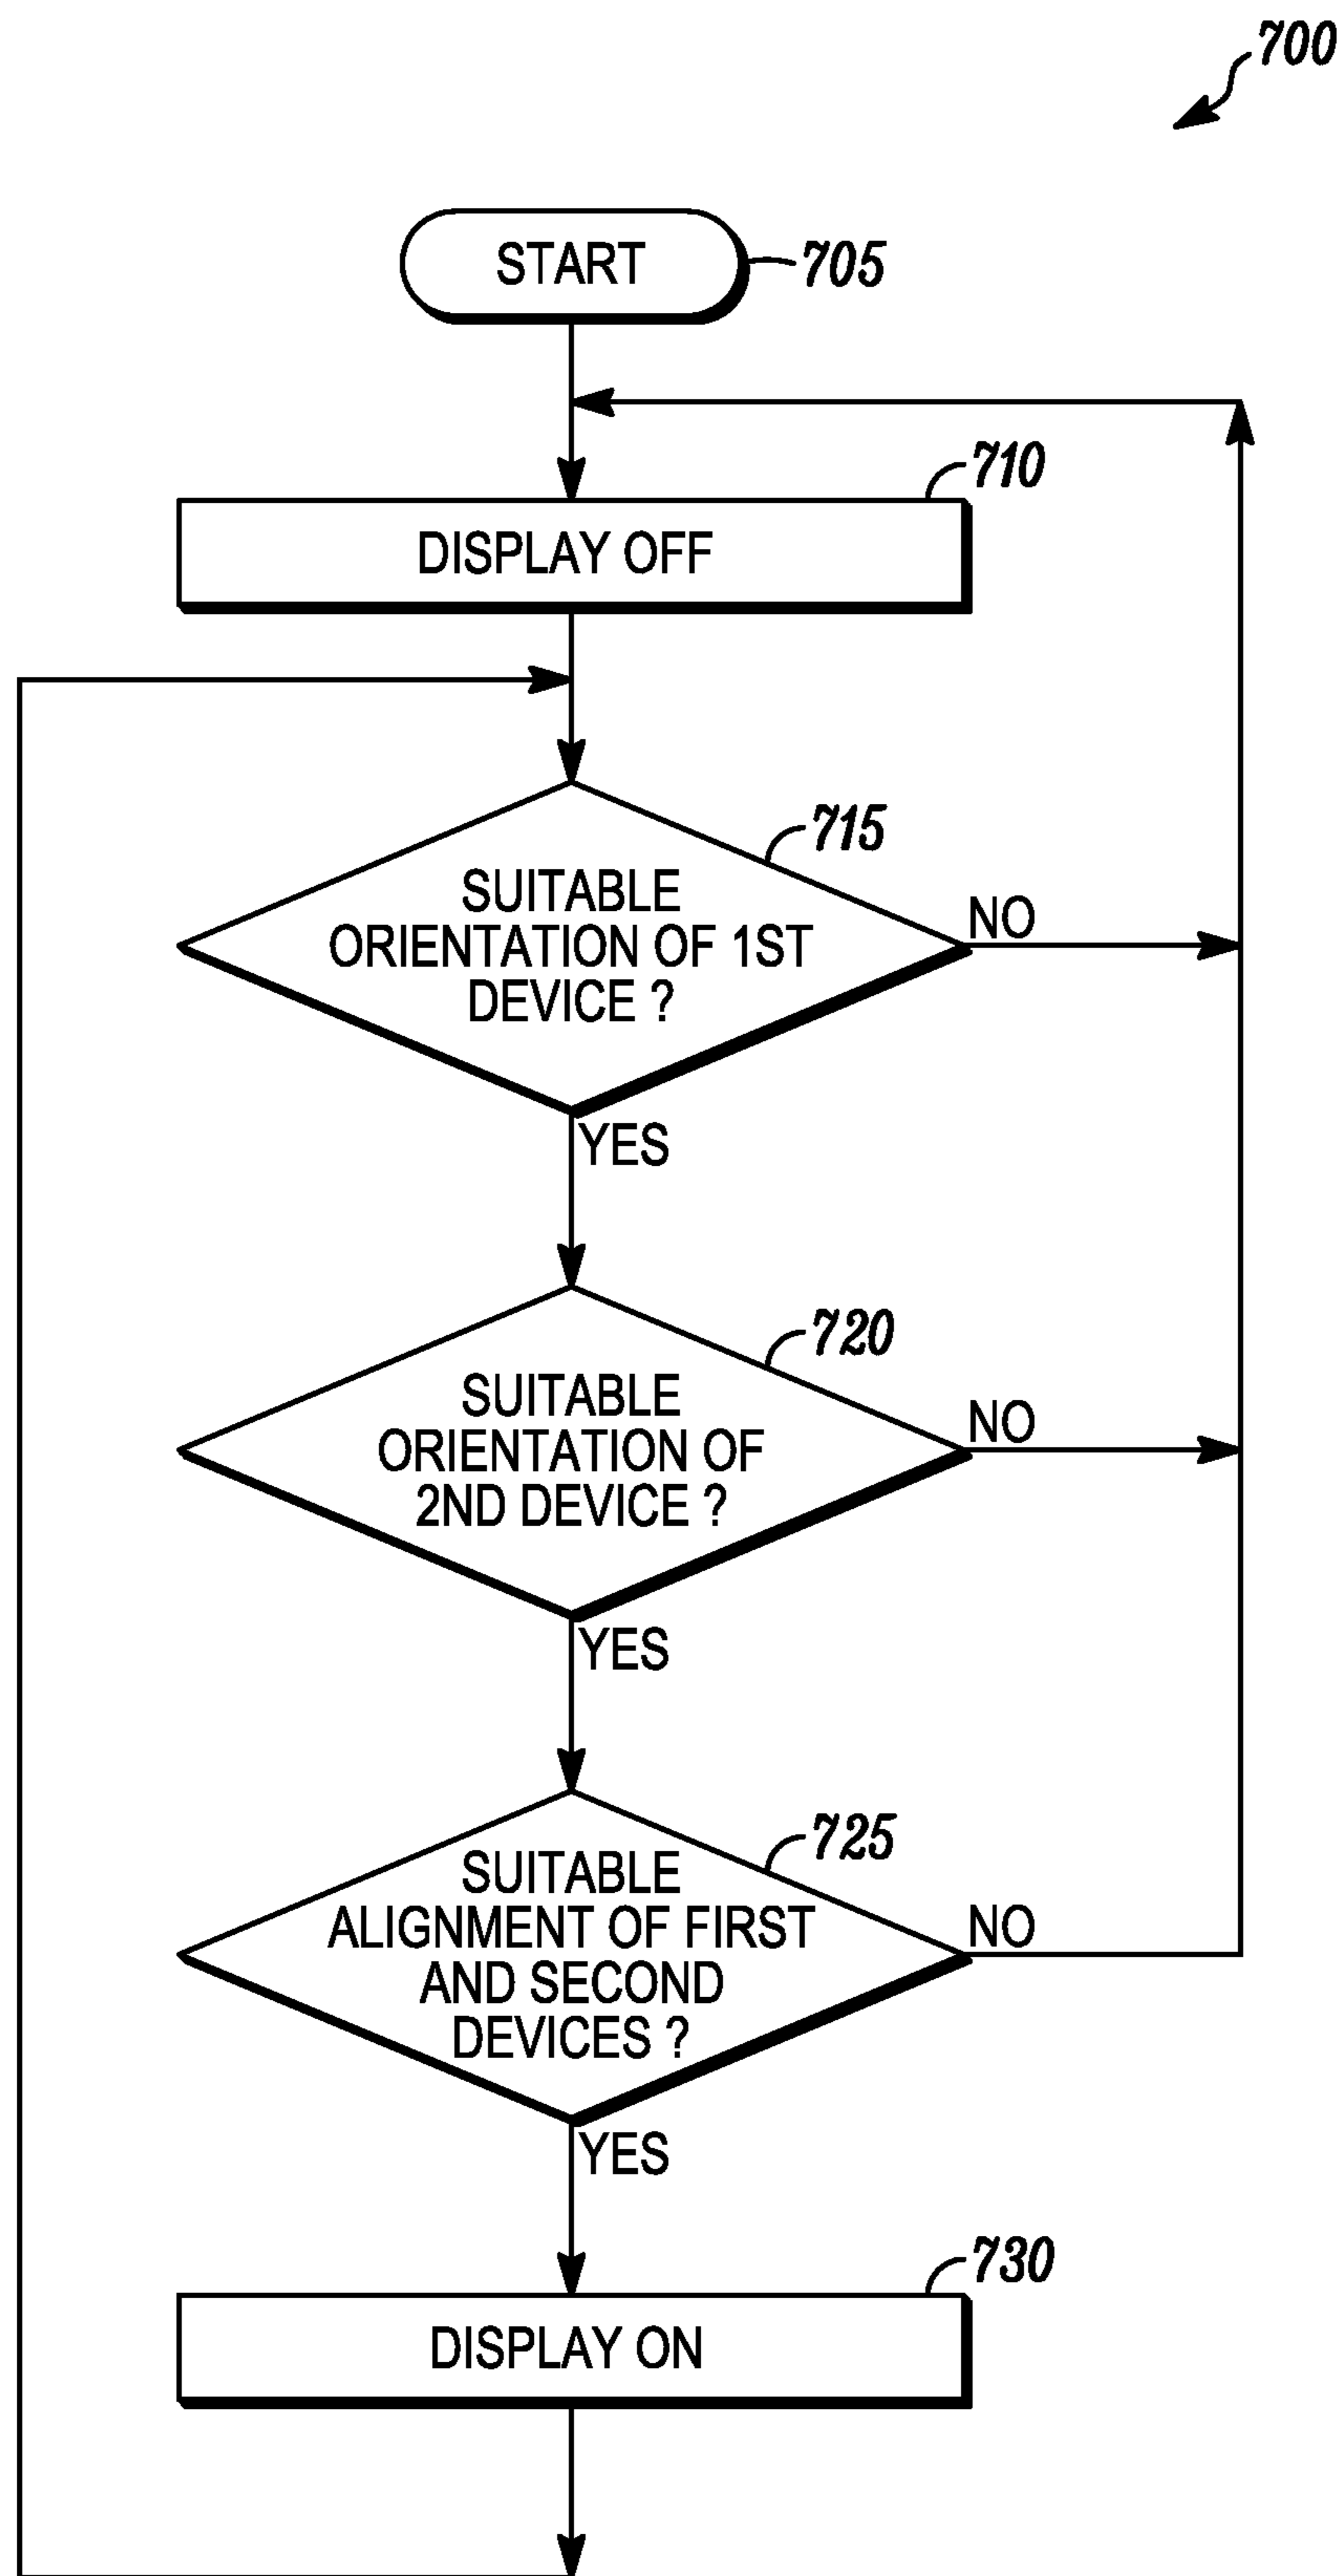 700
START
705
710
DISPLAY OFF
715
SUITABLE
ORIENTATION OF 1ST
DEVICE ?
NO
YES
720
SUITABLE
ORIENTATION OF
2ND DEVICE ?
NO
YES
725
SUITABLE
ALIGNMENT OF FIRST
AND SECOND
DEVICES ?
NO
YES
730
DISPLAY ON